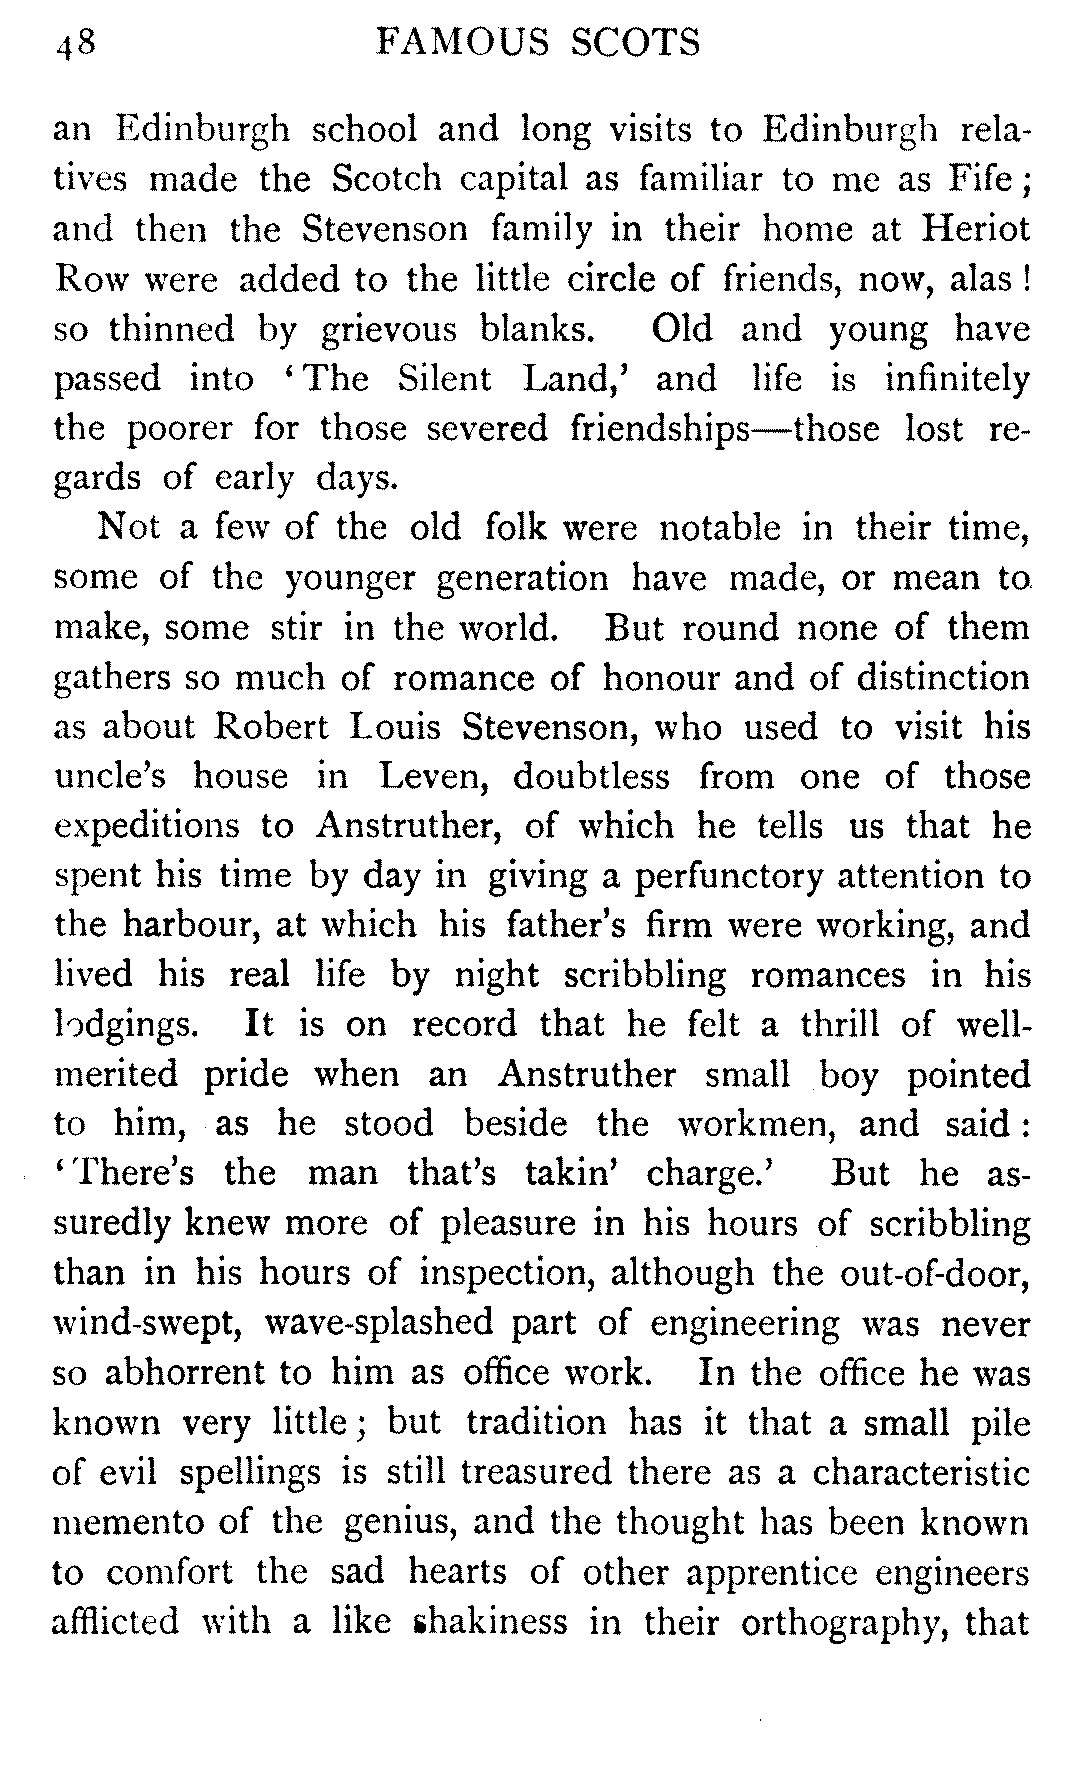 48 FAMOUS SCOTS
an Edinburgh school and long visits to Edinburgh rela-
tives made the Scotch capital as familiar to me as Fife;
and then the Stevenson family in their home at Heriot
Row were added to the little circle of friends, now, alas!
so thinned by grievous blanks. Old and young have
passed into ‘The Silent Land,’ and life is infinitely
the poorer for those severed friendships—those lost re-
gards of early days.
Not a few of the old folk were notable in their time,
some of the younger generation have made, or mean to
make, some stir in the world. But round none of them
gathers so much of romance of honour and of distinction
as about Robert Louis Stevenson, who used to visit his
uncle’s house in Leven, doubtless from one of those
expeditions to Anstruther, of which he tells us that he
spent his time by day in giving a perfunctory attention to
the harbour, at which his father’s firm were working, and
lived his real life by night scribbling romances in his
lodgings. It is on record that he felt a thrill of well-
merited pride when an Anstruther small boy pointed
to him, as he stood beside the workmen, and said:
‘There’s the man that’s takin’ charge.’ But he as-
suredly knew more of pleasure in his hours of scribbling
than in his hours of inspection, although the out-of-door,
wind-swept, wave-splashed part of engineering was never
so abhorrent to him as office work. In the office he was
known very little; but tradition has it that a small pile
of evil spellings is still treasured there as a characteristic
memento of the genius, and the thought has been known
to comfort the sad hearts of other apprentice engineers
afflicted with a like shakiness in their orthography, that